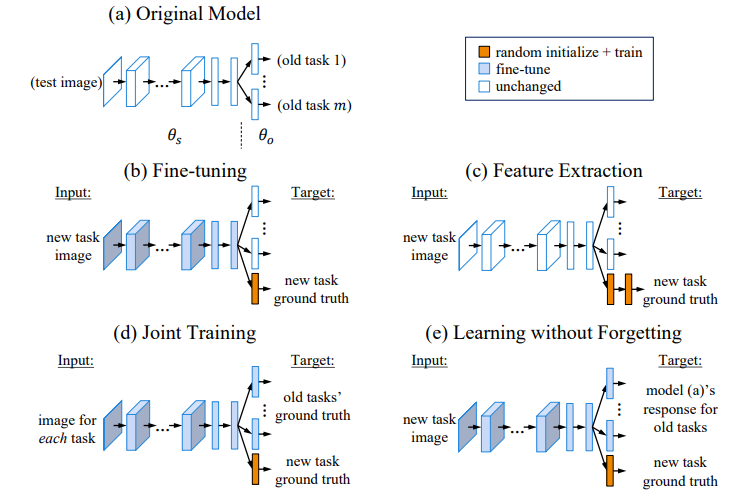 (a) Original Model
(test image)
...
(old task 1)
⋮
(old task m)
θs
θo
random initialize + train
fine-tune
unchanged
(b) Fine-tuning
Input:
Target:
new task
image
...
⋮
new task
ground truth
(c) Feature Extraction
Input:
Target:
new task
image
...
⋮
new task
ground truth
(d) Joint Training
Input:
Target:
image for
each task
...
old tasks’
⋮
ground truth
new task
ground truth
(e) Learning without Forgetting
Input:
Target:
new task
image
...
model (a)’s
⋮
response for
old tasks
new task
ground truth